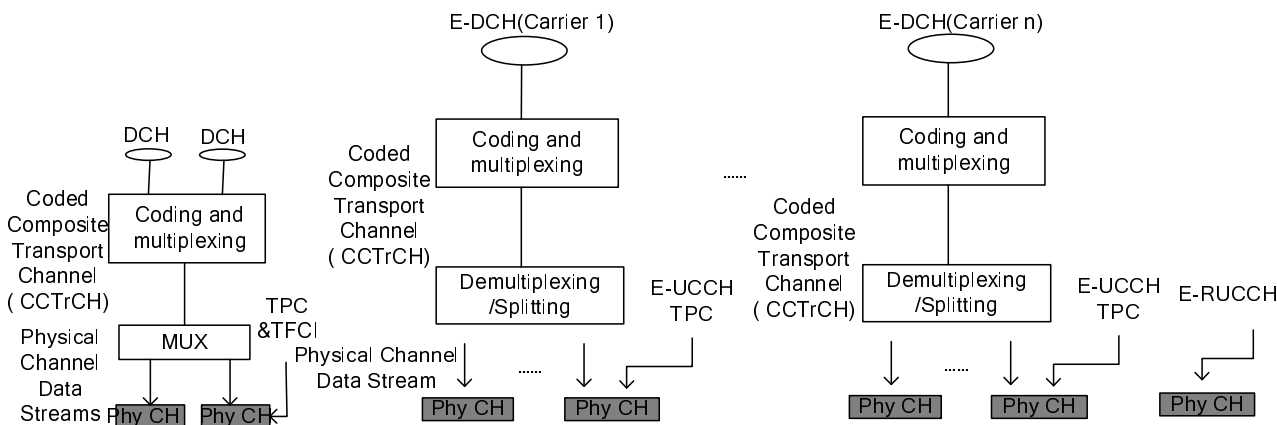 E-DCH(Carrier 1)
E-DCH(Carrier n)
DCH
DCH
Coded
Composite
Transport
Channel
( CCTrCH)
Coding and
multiplexing
MUX
TPC
&TFCI
Physical
Channel
Data
Streams
Phy CH
Phy CH
Coded
Composite
Transport
Channel
( CCTrCH)
Coding and
multiplexing
Demultiplexing
/Splitting
E-UCCH
TPC
Physical Channel
Data Stream
......
Phy CH
Phy CH
......
Coded
Composite
Transport
Channel
( CCTrCH)
Coding and
multiplexing
Demultiplexing
/Splitting
E-UCCH
TPC
E-RUCCH
......
Phy CH
Phy CH
Phy CH